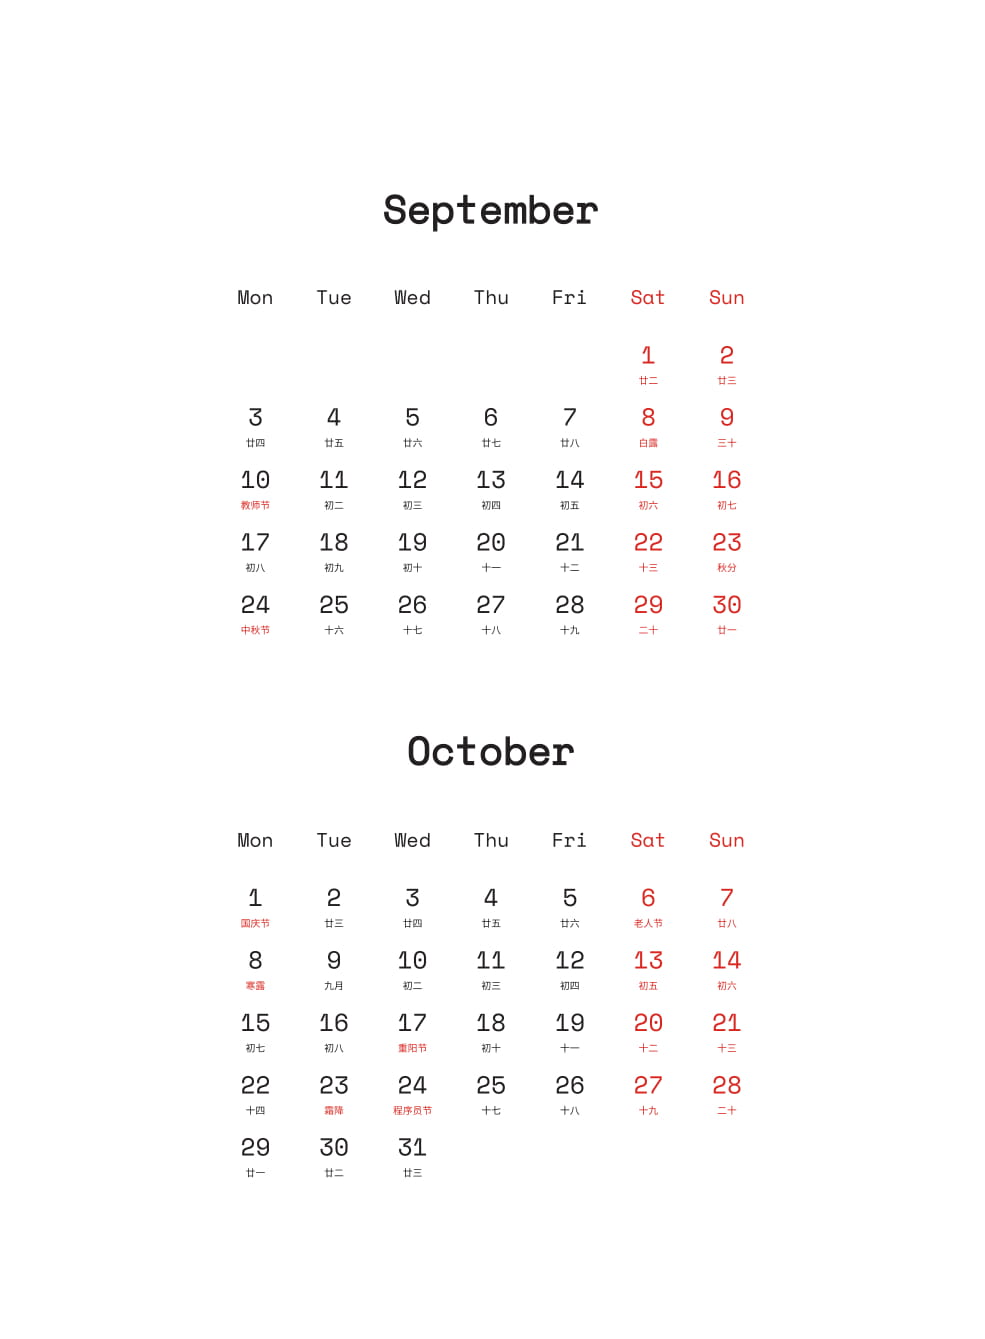 September
Mon Tue Wed Thu Fri Sat Sun
1 2
廿二 廿三
3 4 5 6 7 8 9
廿四 廿五 廿六 廿七 廿八 白露 三十
10 11 12 13 14 15 16
教师节 初二 初三 初四 初五 初六 初七
17 18 19 20 21 22 23
初八 初九 初十 十一 十二 十三 秋分
24 25 26 27 28 29 30
中秋节 十六 十七 十八 十九 二十 廿一
October
Mon Tue Wed Thu Fri Sat Sun
1 2 3 4 5 6 7
国庆节 廿三 廿四 廿五 廿六 老人节 廿八
8 9 10 11 12 13 14
寒露 九月 初二 初三 初四 初五 初六
15 16 17 18 19 20 21
初七 初八 重阳节 初十 十一 十二 十三
22 23 24 25 26 27 28
十四 霜降 程序员节 十七 十八 十九 二十
29 30 31
廿一 廿二 廿三